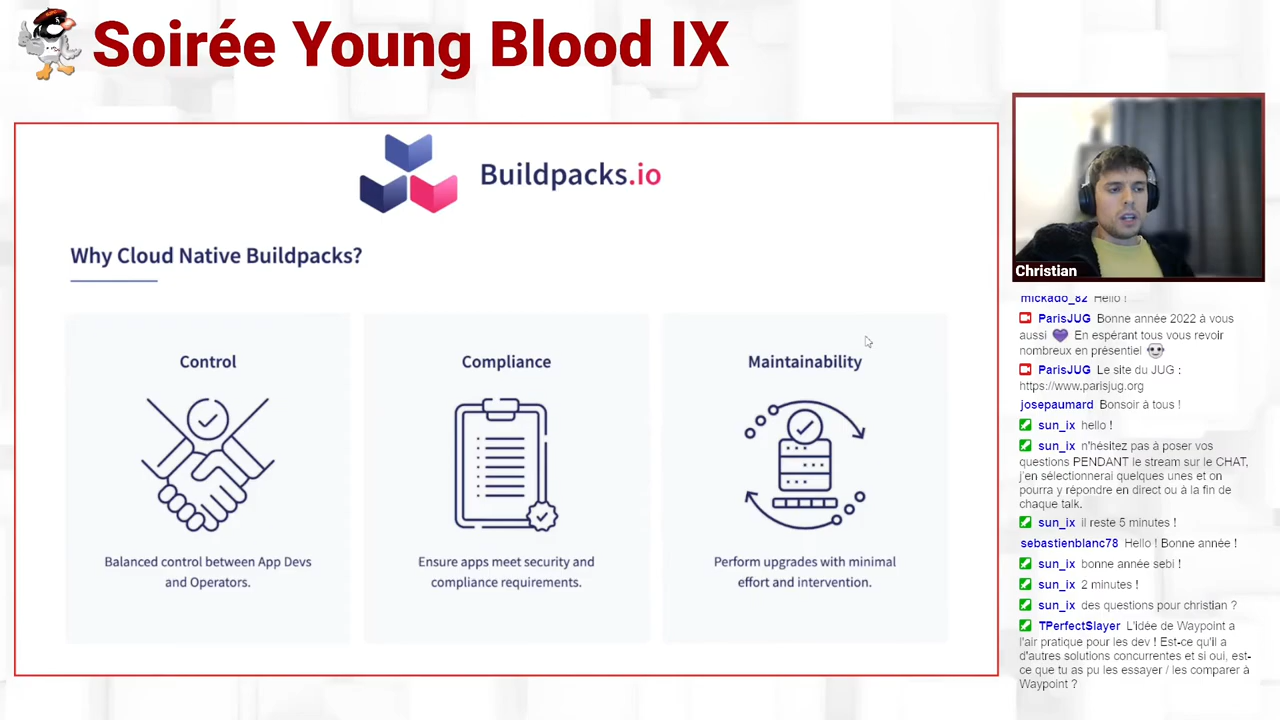 Soirée Young Blood IX
Buildpacks.io
Why Cloud Native Buildpacks?
Control
Balanced control between App Devs
and Operators.
Compliance
Ensure apps meet security and
compliance requirements.
Maintainability
Perform upgrades with minimal
effort and intervention.
Christian
mickado_82 Hello !
ParisJUG Bonne année 2022 à vous
aussi 💜 En espérant tous vous revoir
nombreux en présentiel
ParisJUG Le site du JUG :
https://www.parisjug.org
josepaumard Bonsoir à tous !
sun_ix hello !
sun_ix n'hésitez pas à poser vos
questions PENDANT le stream sur le CHAT,
j'en sélectionnerai quelques unes et on
pourra y répondre en direct ou à la fin de
chaque talk.
sun_ix il reste 5 minutes !
sebastienblanc78 Hello ! Bonne année !
sun_ix bonne année sebi !
sun_ix 2 minutes !
sun_ix des questions pour christian ?
TPerfectSlayer L'idée de Waypoint a
l'air pratique pour les dev ! Est-ce qu'il a
d'autres solutions concurrentes et si oui, est-
ce que tu as pu les essayer / les comparer à
Waypoint ?